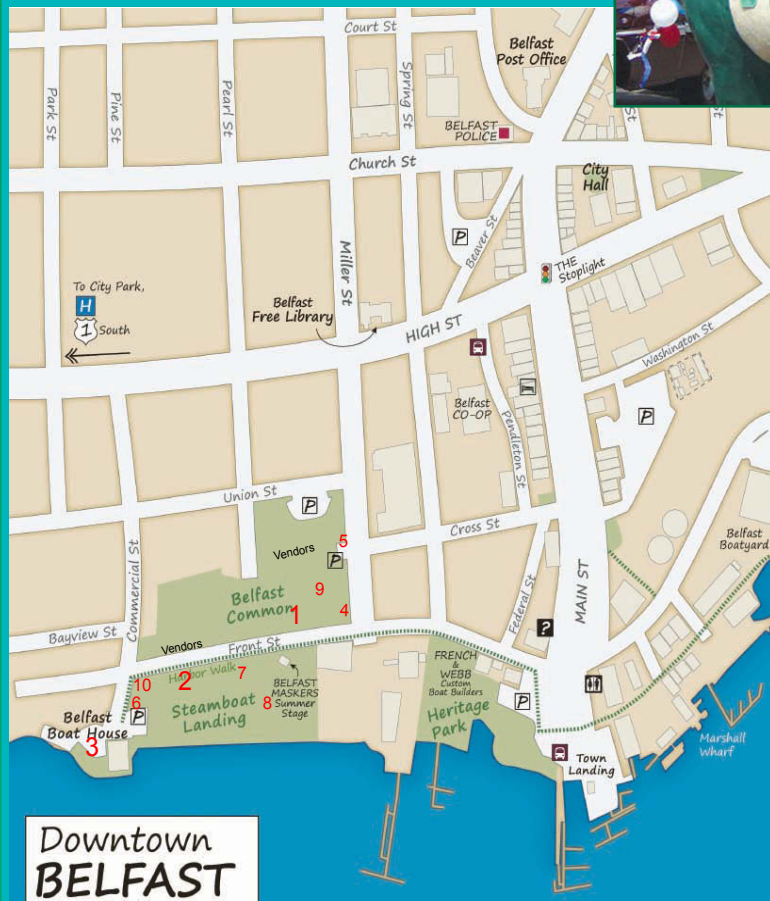 Court St
Belfast
Post Office
Park St
Pine St
Pearl St
Spring St
St
St
BELFAST
POLICE
Church St
City
Hall
P
Beaver St
Miller St
THE
Stoplight
To City Park,
H
1 South
Belfast
Free Library
HIGH ST
Washington St
Belfast
CO-OP
Pendleton St
P
Union St
P
Cross St
5
Vendors
P
Commercial St
9
Belfast
Common
1
4
Federal St
MAIN ST
Belfast
Boatyard
Bayview St
Vendors
Front St
?
Harbor Walk
10
2
7
6
8
BELFAST
MASKERS
Summer
Stage
FRENCH
&
WEBB
Custom
Boat Builders
Steamboat
Landing
Heritage
Park
P
P
Belfast
Boat House
3
Town
Landing
Marshall
Wharf
Downtown
BELFAST